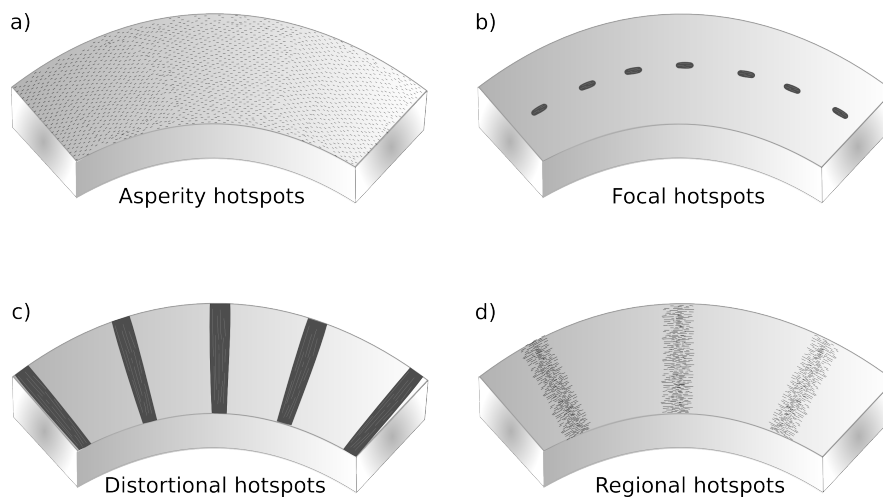 a)
b)
Asperity hotspots
Focal hotspots
c)
d)
Distortional hotspots
Regional hotspots